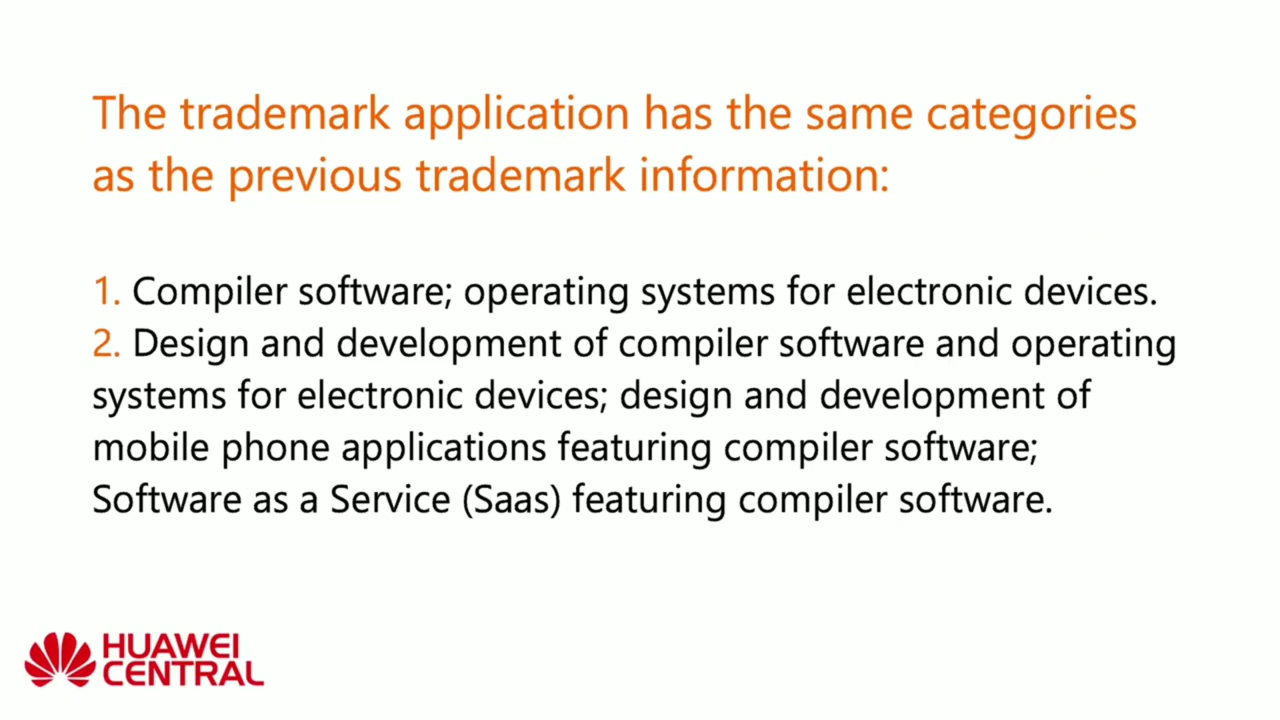 The trademark application has the same categories
as the previous trademark information:
1. Compiler software; operating systems for electronic devices.
2. Design and development of compiler software and operating
systems for electronic devices; design and development of
mobile phone applications featuring compiler software;
Software as a Service (Saas) featuring compiler software.
HUAWEI
CENTRAL